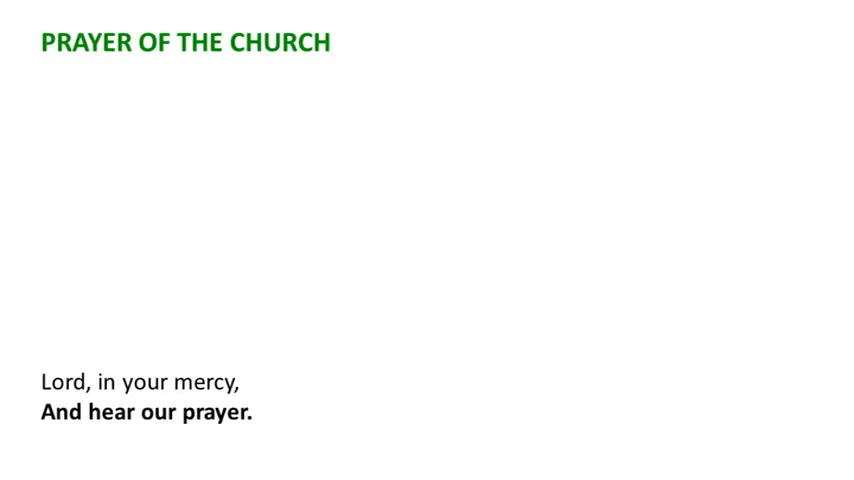 PRAYER OF THE CHURCH
Lord, in your mercy,
And hear our prayer.